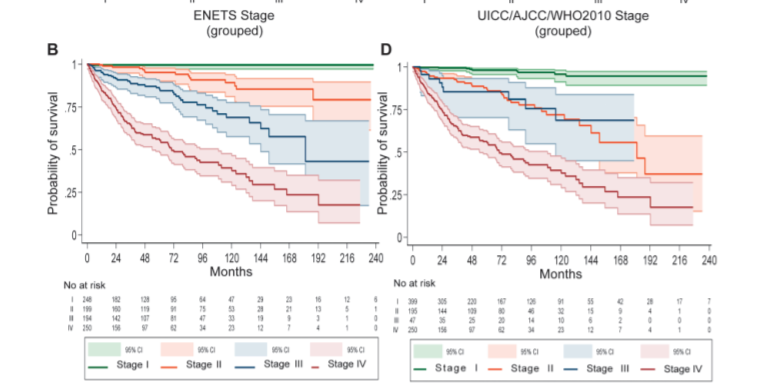 ENETS Stage
(grouped)
UICC/AJCC/WHO2010 Stage
(grouped)
B
Probability of survival
1
.75
.5
.25
0
0 24 48 72 96 120 144 168 192 216 240
Months
No at risk
I 246 182 128 95 64 47 29 23 16 12 6
II 199 160 119 91 75 53 28 21 13 5 1
III 194 142 107 81 47 33 19 9 3 1 0
IV 250 156 97 62 34 23 12 7 4 1 0
95% CI 95% CI 95% CI 95% CI
Stage I Stage II Stage III Stage IV
D
Probability of survival
1
.75
.5
.25
0
0 24 48 72 96 120 144 168 192 216 240
Months
No at risk
I 399 305 220 167 126 91 55 42 28 17 7
II 195 144 109 80 46 32 15 9 4 1 0
III 47 35 25 20 14 10 6 2 0 0 0
IV 250 156 97 62 34 23 12 7 4 1 0
95% CI 95% CI 95% CI 95% CI
Stage I Stage II Stage III Stage IV